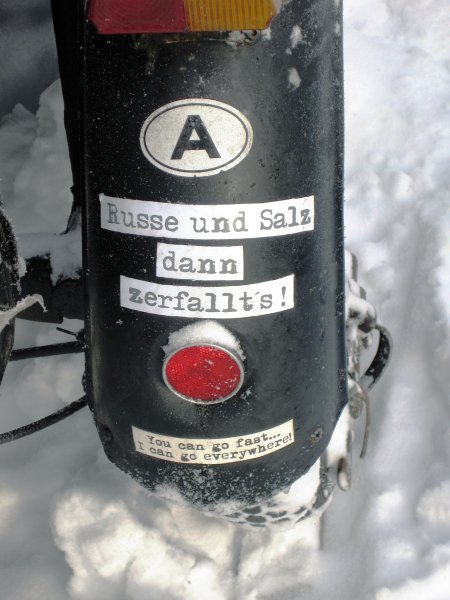 A
Russe und Salz
dann
zerfallt´s!
You can go fast...
I can go everywhere!